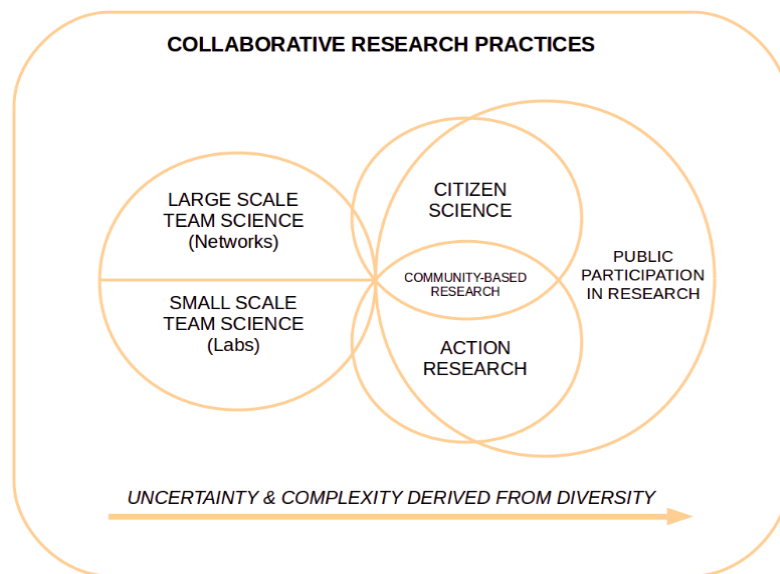 COLLABORATIVE RESEARCH PRACTICES
LARGE SCALE
TEAM SCIENCE
(Networks)
SMALL SCALE
TEAM SCIENCE
(Labs)
CITIZEN
SCIENCE
COMMUNITY-BASED
RESEARCH
ACTION
RESEARCH
PUBLIC
PARTICIPATION
IN RESEARCH
UNCERTAINTY & COMPLEXITY DERIVED FROM DIVERSITY